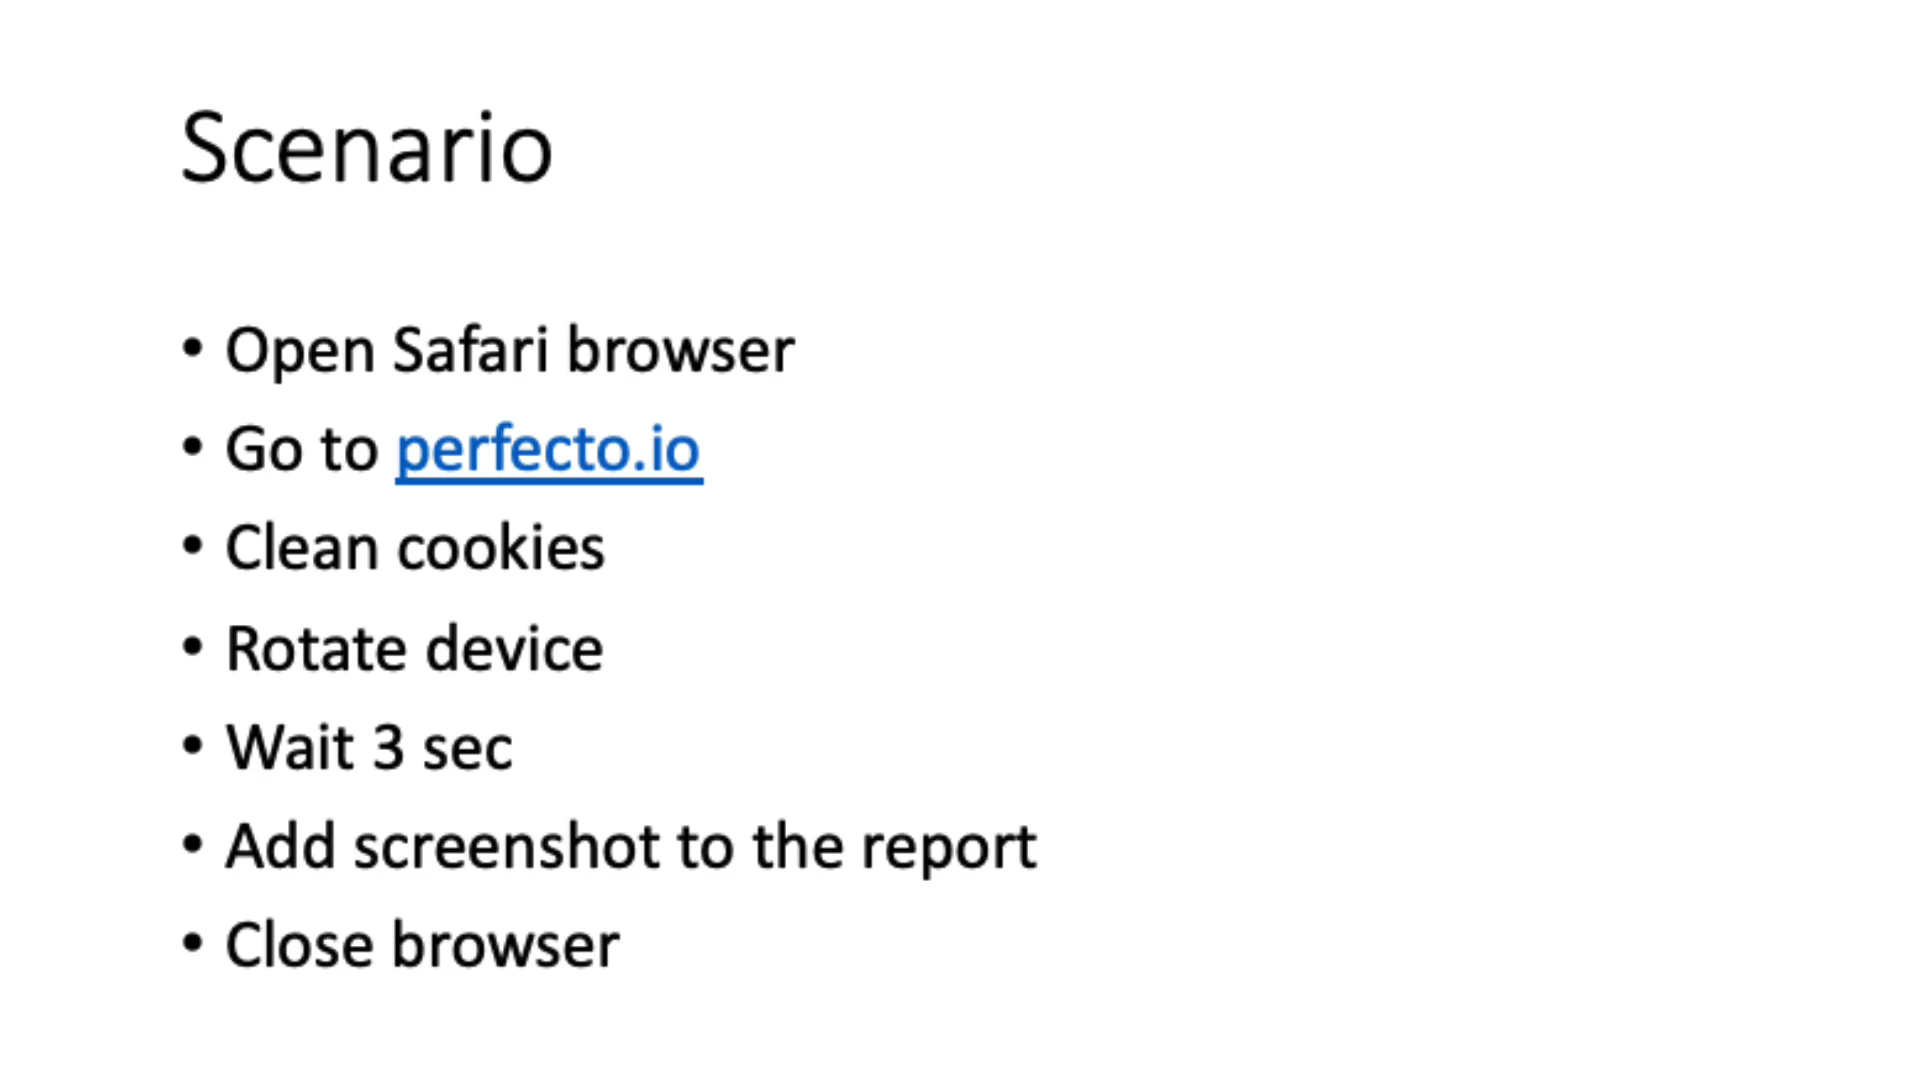 Scenario
• Open Safari browser
• Go to perfecto.io
• Clean cookies
• Rotate device
• Wait 3 sec
• Add screenshot to the report
• Close browser